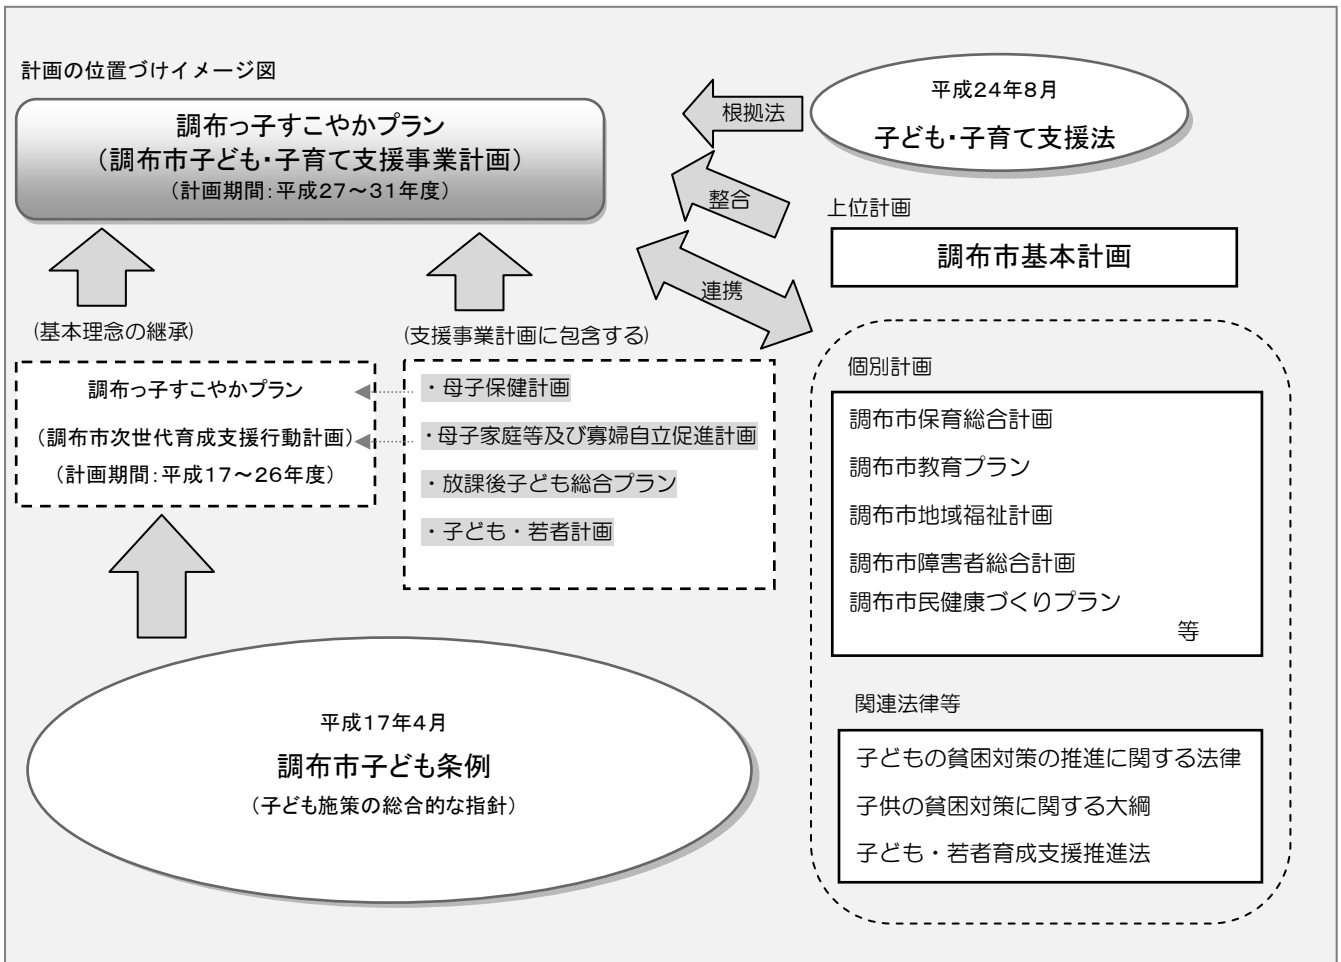 計画の位置づけイメージ図
調布っ子すこやかプラン
（調布市子ども・子育て支援事業計画）
（計画期間：平成27～31年度）
根拠法
平成24年8月
子ども・子育て支援法
整合
上位計画
調布市基本計画
連携
(基本理念の継承)
調布っ子すこやかプラン
（調布市次世代育成支援行動計画）
（計画期間：平成17～26年度）
(支援事業計画に包含する)
・母子保健計画
・母子家庭等及び寡婦自立促進計画
・放課後子ども総合プラン
・子ども・若者計画
個別計画
調布市保育総合計画
調布市教育プラン
調布市地域福祉計画
調布市障害者総合計画
調布市民健康づくりプラン
等
平成17年4月
調布市子ども条例
（子ども施策の総合的な指針）
関連法律等
子どもの貧困対策の推進に関する法律
子供の貧困対策に関する大綱
子ども・若者育成支援推進法